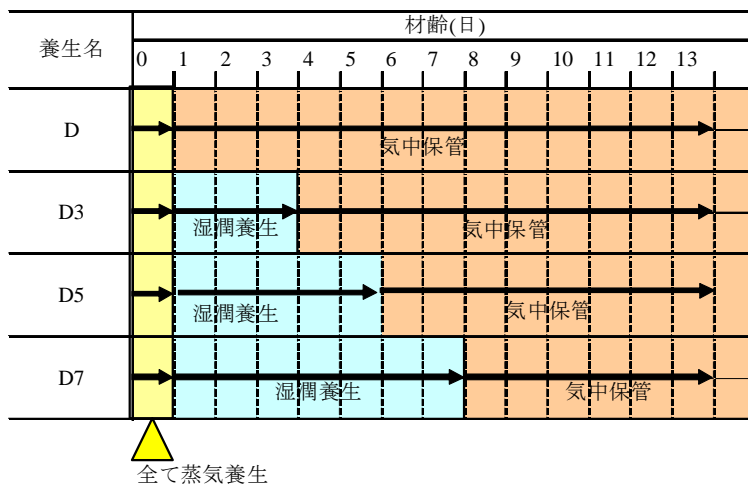 養生名
材齢(日)
0 1 2 3 4 5 6 7 8 9 10 11 12 13
D
気中保管
D3
湿潤養生 気中保管
D5
湿潤養生 気中保管
D7
湿潤養生 気中保管
全て蒸気養生